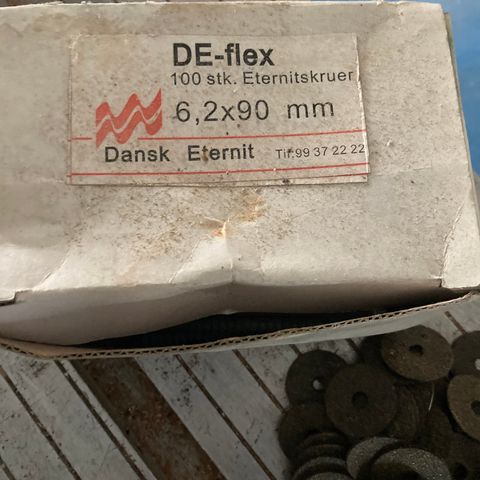 DE-flex
100 stk. Eternitskruer
6,2x90 mm
Dansk Eternit Tlf:99 37 22 22